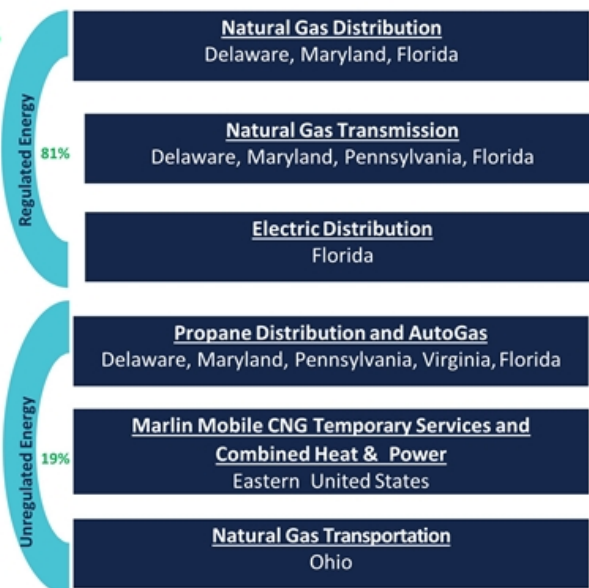 Regulated Energy
81%
Natural Gas Distribution
Delaware, Maryland, Florida
Natural Gas Transmission
Delaware, Maryland, Pennsylvania, Florida
Electric Distribution
Florida
Unregulated Energy
19%
Propane Distribution and AutoGas
Delaware, Maryland, Pennsylvania, Virginia, Florida
Marlin Mobile CNG Temporary Services and
Combined Heat & Power
Eastern United States
Natural Gas Transportation
Ohio